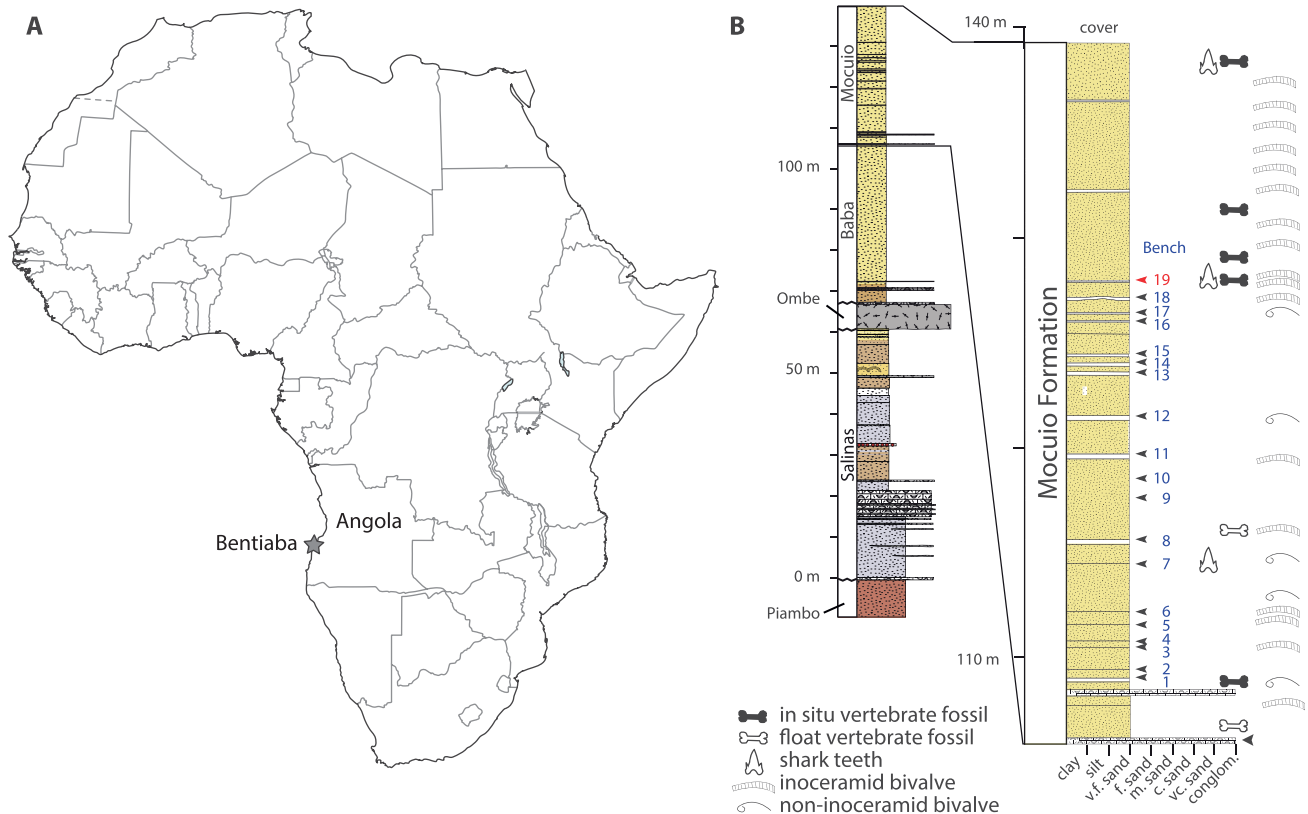 A
Angola
Bentiaba
B
Mocuio
100 m
Baba
Ombe
50 m
Salinas
0 m
Piambo
140 m
cover
Mocuio Formation
110 m
Bench
19
18
17
16
15
14
13
12
11
10
9
8
7
6
5
4
3
2
1
clay
silt
v.f. sand
f. sand
m. sand
c. sand
vc. sand
conglom.
in situ vertebrate fossil
float vertebrate fossil
shark teeth
inoceramid bivalve
non-inoceramid bivalve